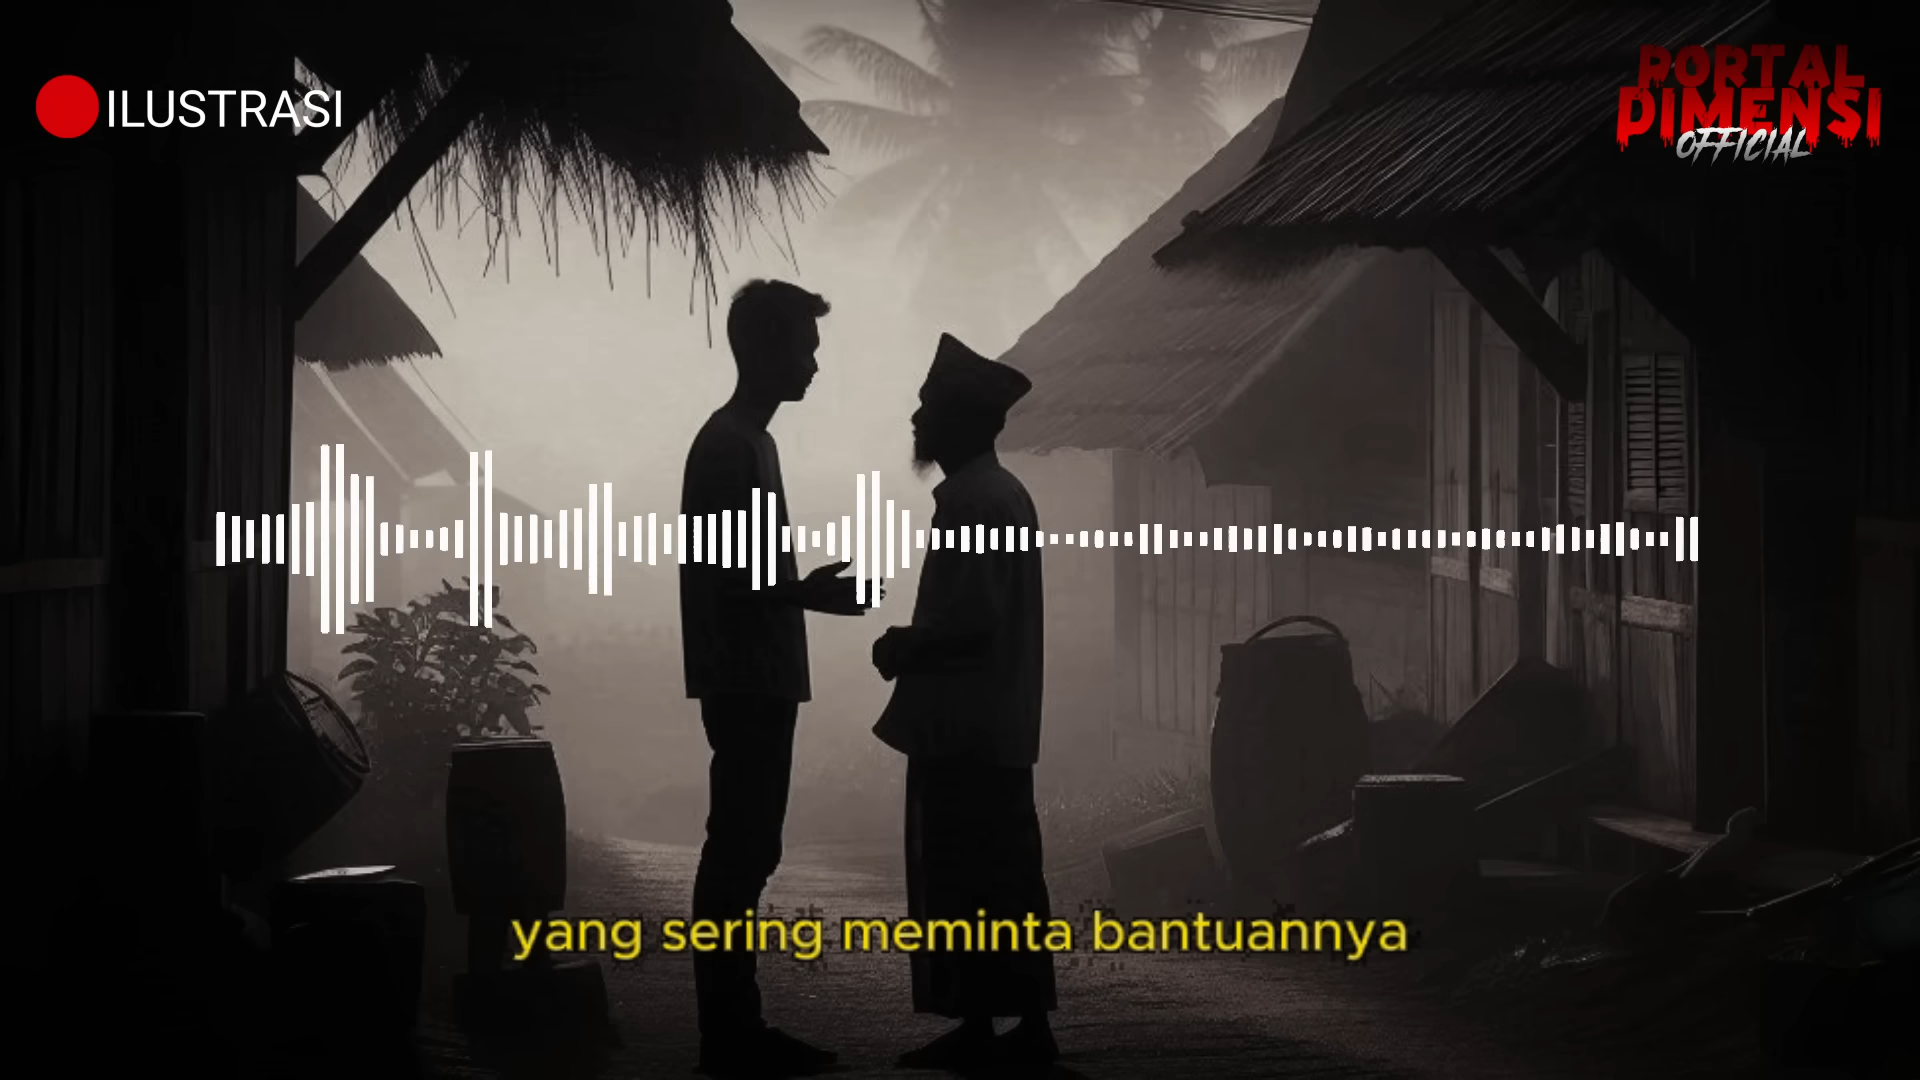 ILUSTRASI
PORTAL
DIMENSI
OFFICIAL
yang sering meminta bantuannya